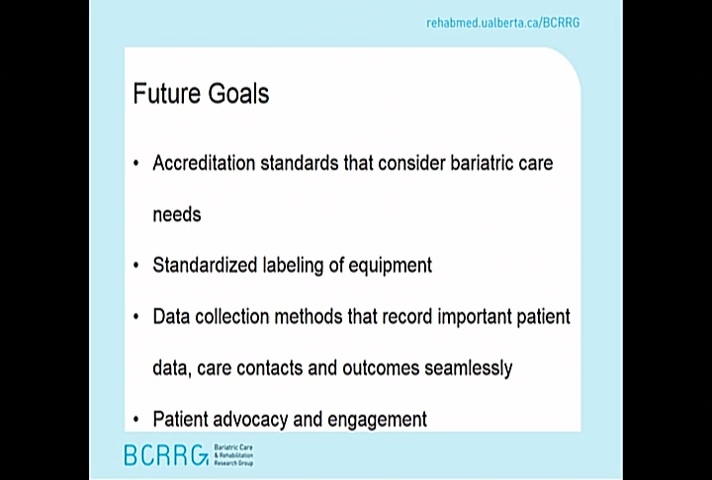 rehabmed.ualberta.ca/BCRRG
Future Goals
• Accreditation standards that consider bariatric care
needs
• Standardized labeling of equipment
• Data collection methods that record important patient
data, care contacts and outcomes seamlessly
• Patient advocacy and engagement
BCRRG
Bariatric Care
& Rehabilitation
Research Group